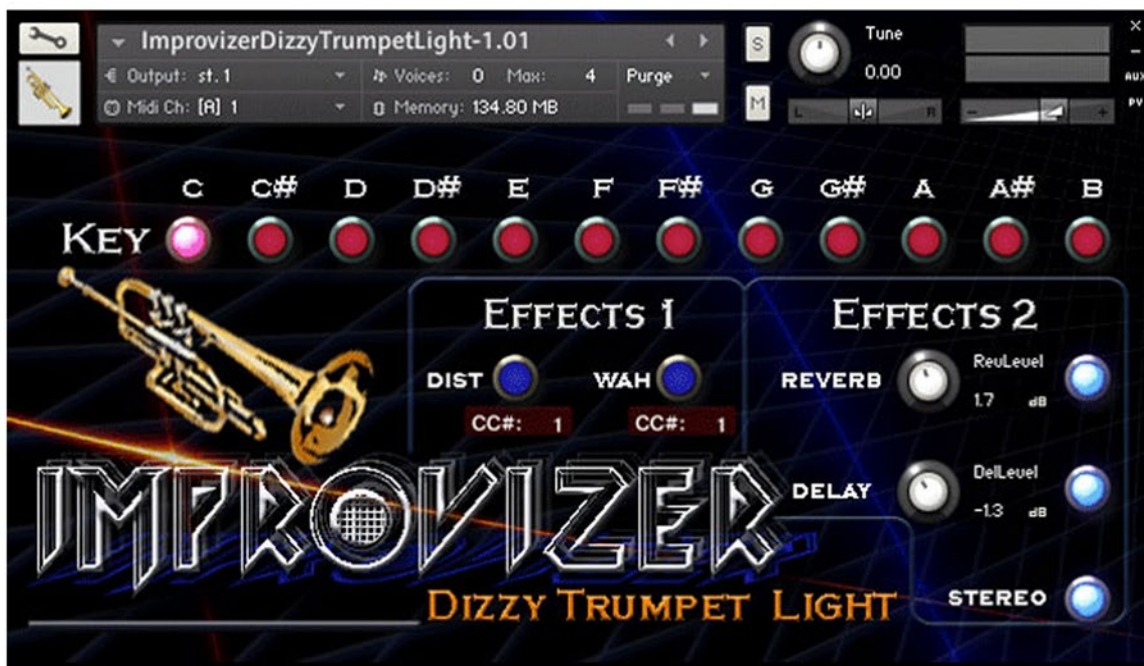 ImprovizerDizzyTrumpetLight-1.01
S
Tune
0.00
X
-
AUX
PV
Output: st.1
Voices: 0 Max: 4
Purge
Midi Ch: [A] 1
Memory: 134.80 MB
M
L
R
-
+
C C# D D# E F F# G G# A A# B
KEY
EFFECTS 1
EFFECTS 2
DIST
WAH
REVERB
RevLevel
1.7 dB
CC#: 1
CC#: 1
IMPROVIZER
DELAY
DelLevel
-1.3 dB
DIZZY TRUMPET LIGHT
STEREO